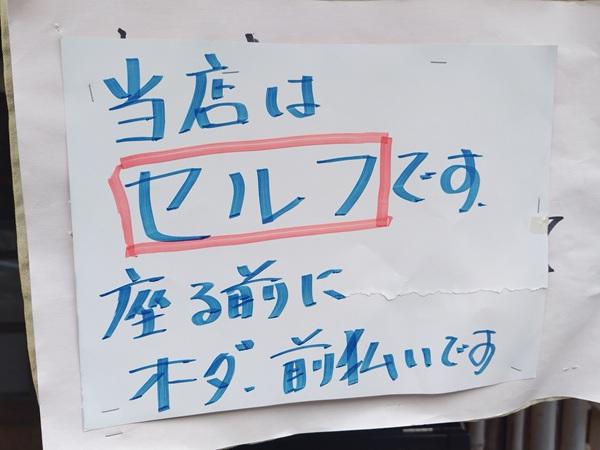 当店は
セルフです.
座る前に
オーダ、前払いです